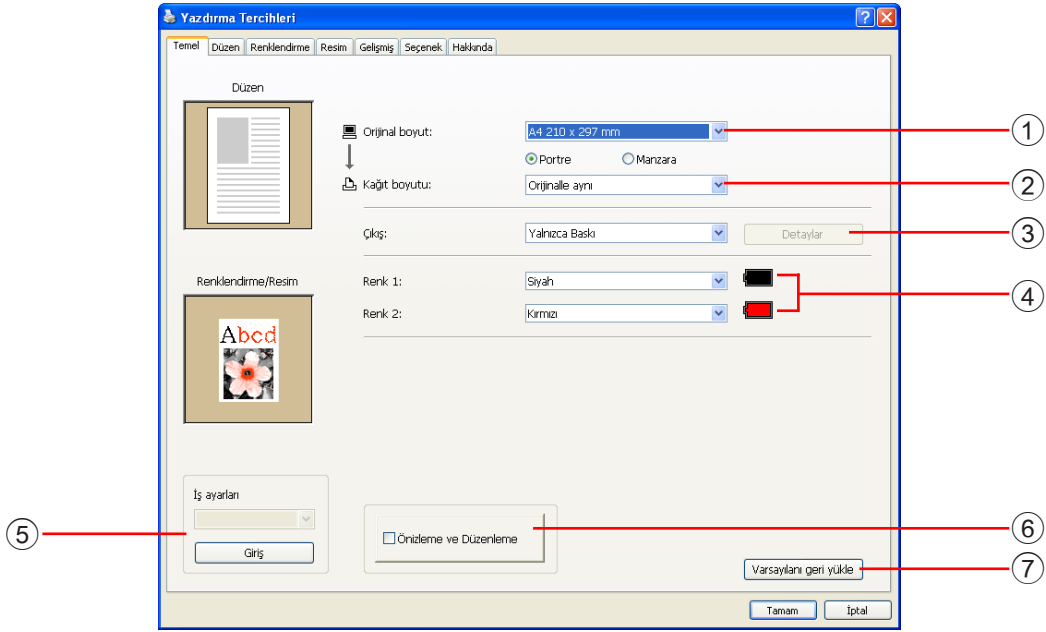 Yazdırma Tercihleri
Temel Düzen Renklendirme Resim Gelişmiş Seçenek Hakkında
Düzen
Orijinal boyut: A4 210 x 297 mm 1
Portre Manzara
Kağıt boyutu: Orijinalle aynı 2
Çıkış: Yalnızca Baskı Detaylar 3
Renklendirme/Resim
Renk 1: Siyah 4
Renk 2: Kırmızı
Abcd
İş ayarları
5 Giriş
Önizleme ve Düzenleme 6
Varsayılanı geri yükle 7
Tamam İptal